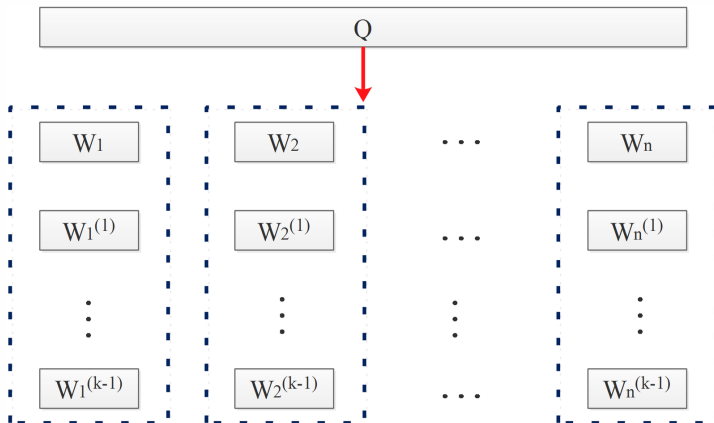 Q
W1 W2 ... Wn
W1(1) W2(1) ... Wn(1)
W1(k-1) W2(k-1) ... Wn(k-1)